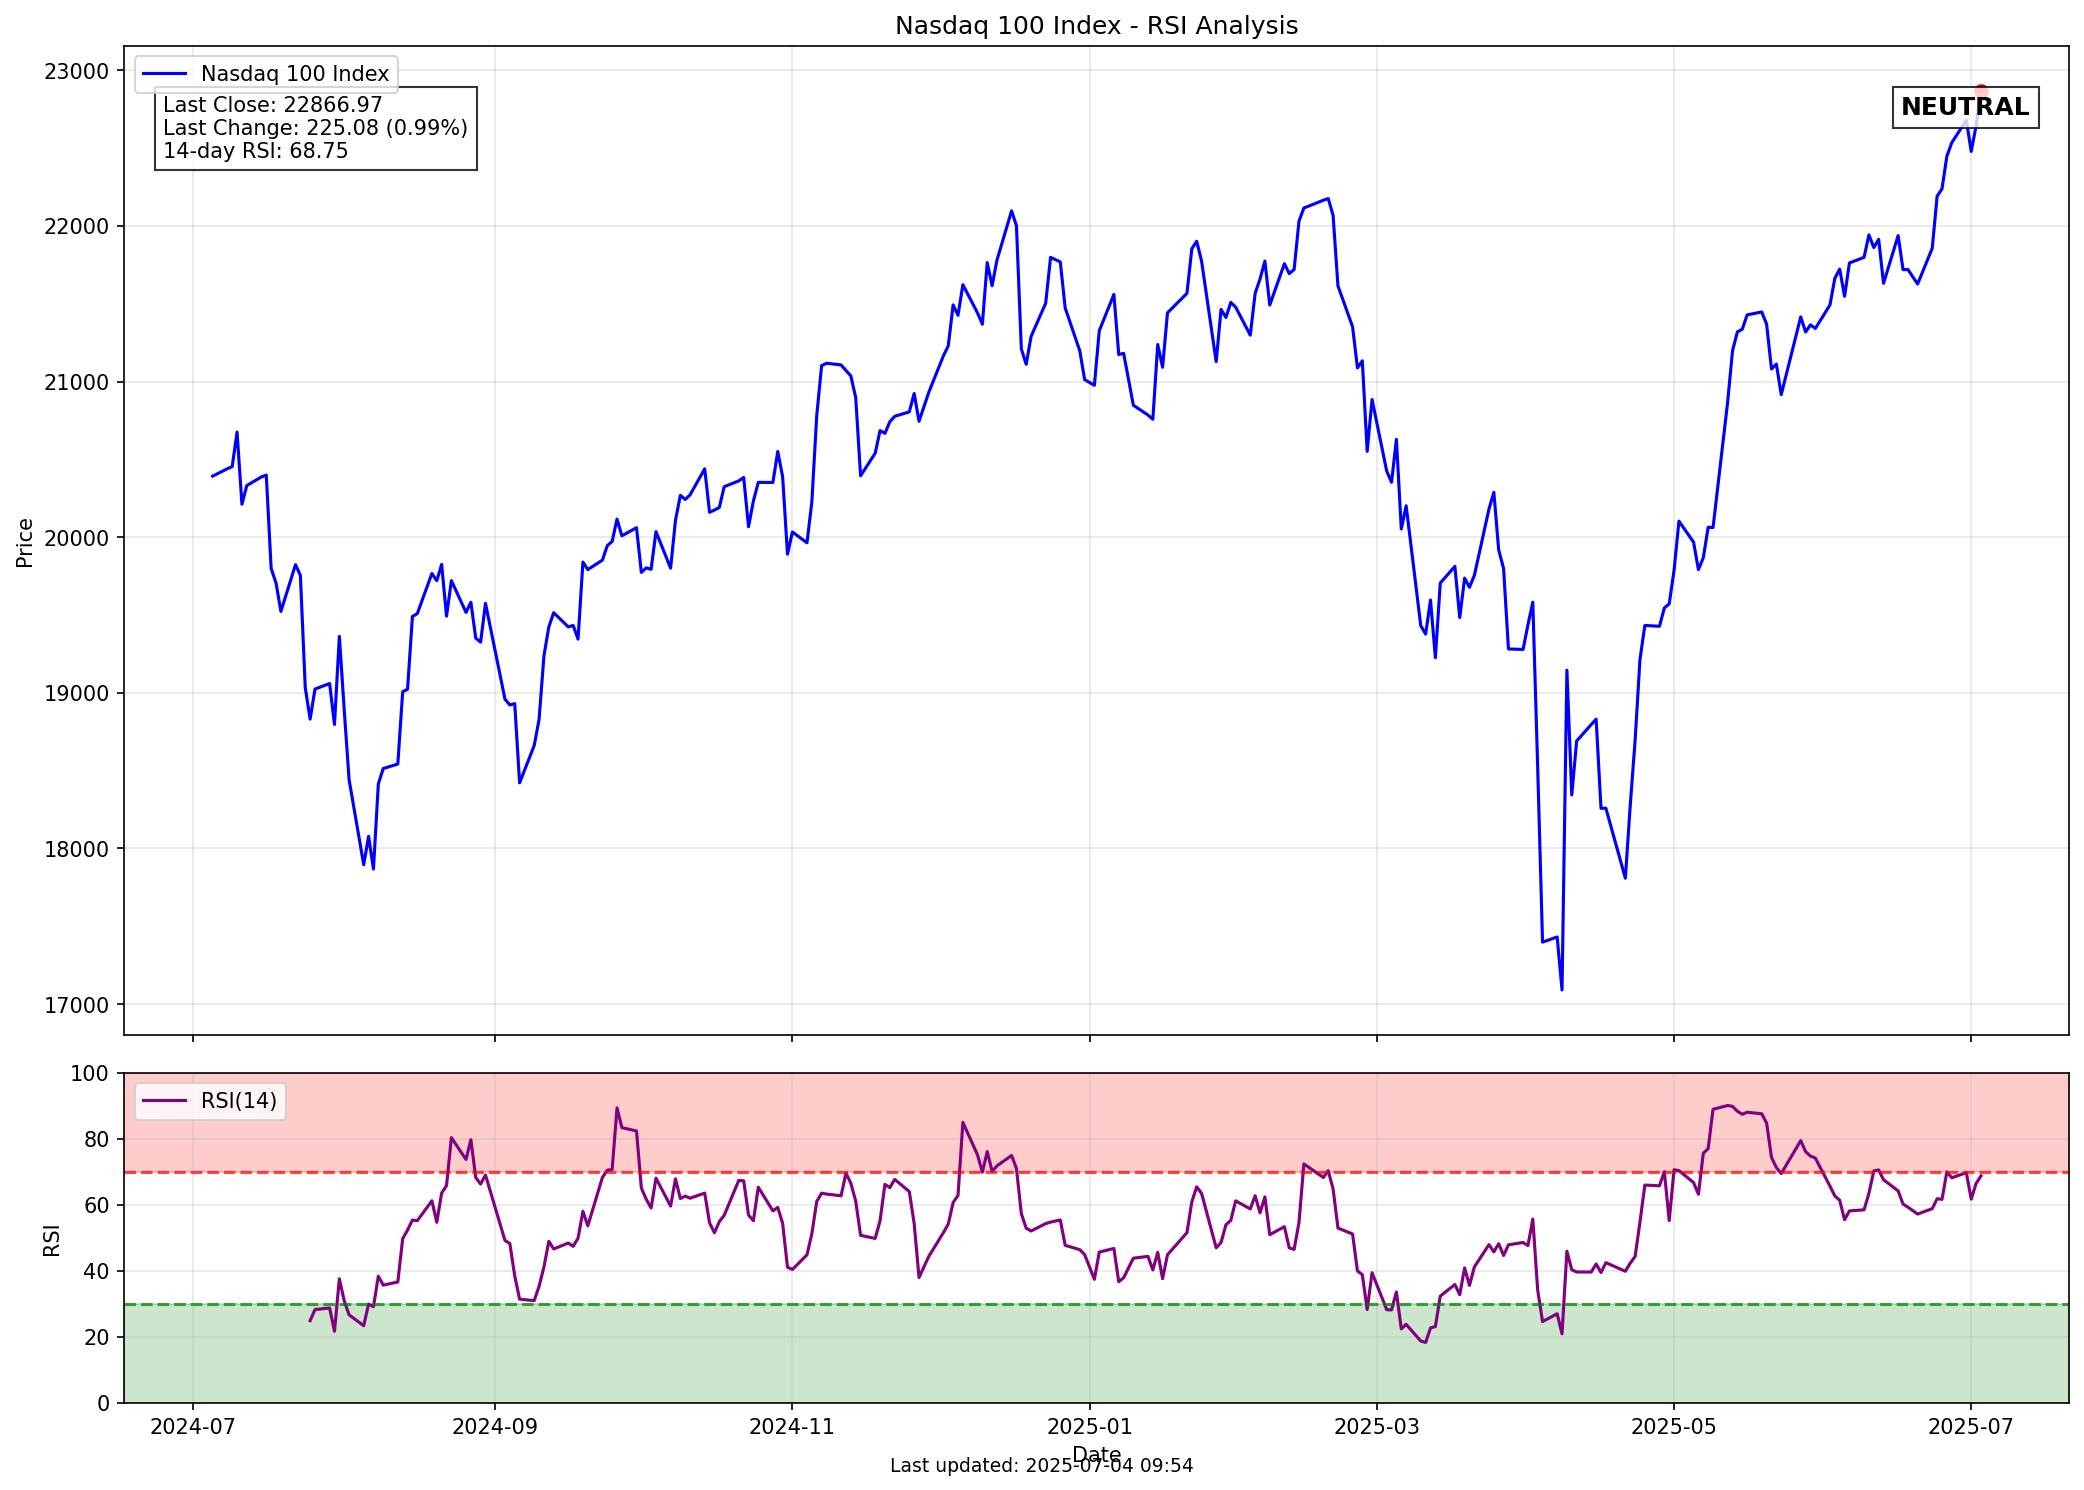 Nasdaq 100 Index - RSI Analysis
Nasdaq 100 Index
Last Close: 22866.97
Last Change: 225.08 (0.99%)
14-day RSI: 68.75
NEUTRAL
23000
22000
21000
20000
19000
18000
17000
Price
RSI(14)
100
80
60
40
20
0
RSI
2024-07
2024-09
2024-11
2025-01
2025-03
2025-05
2025-07
Date
Last updated: 2025-07-04 09:54